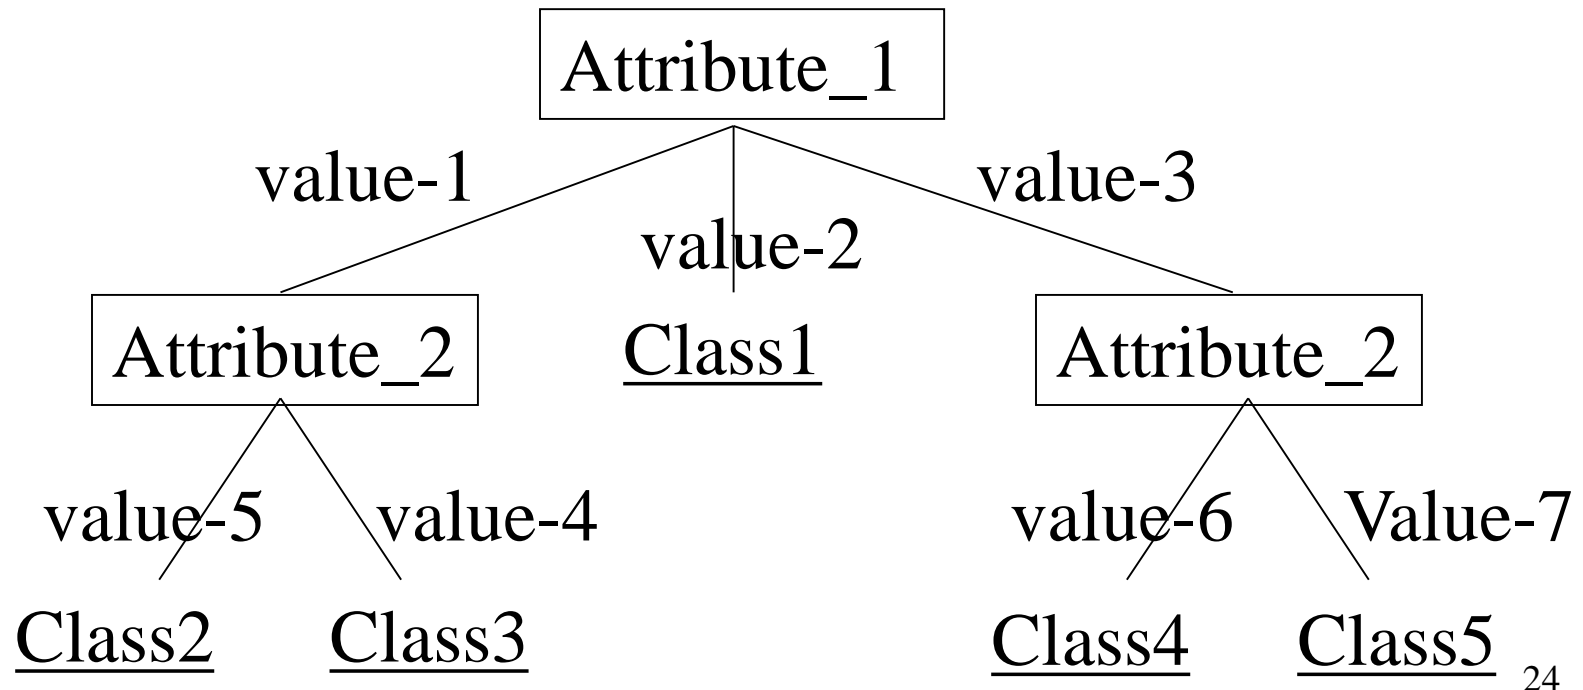 Attribute_1
value-1
value-3
value-2
Attribute_2
Class1
Attribute_2
value-5
value-4
value-6
Value-7
Class2
Class3
Class4
Class5
24